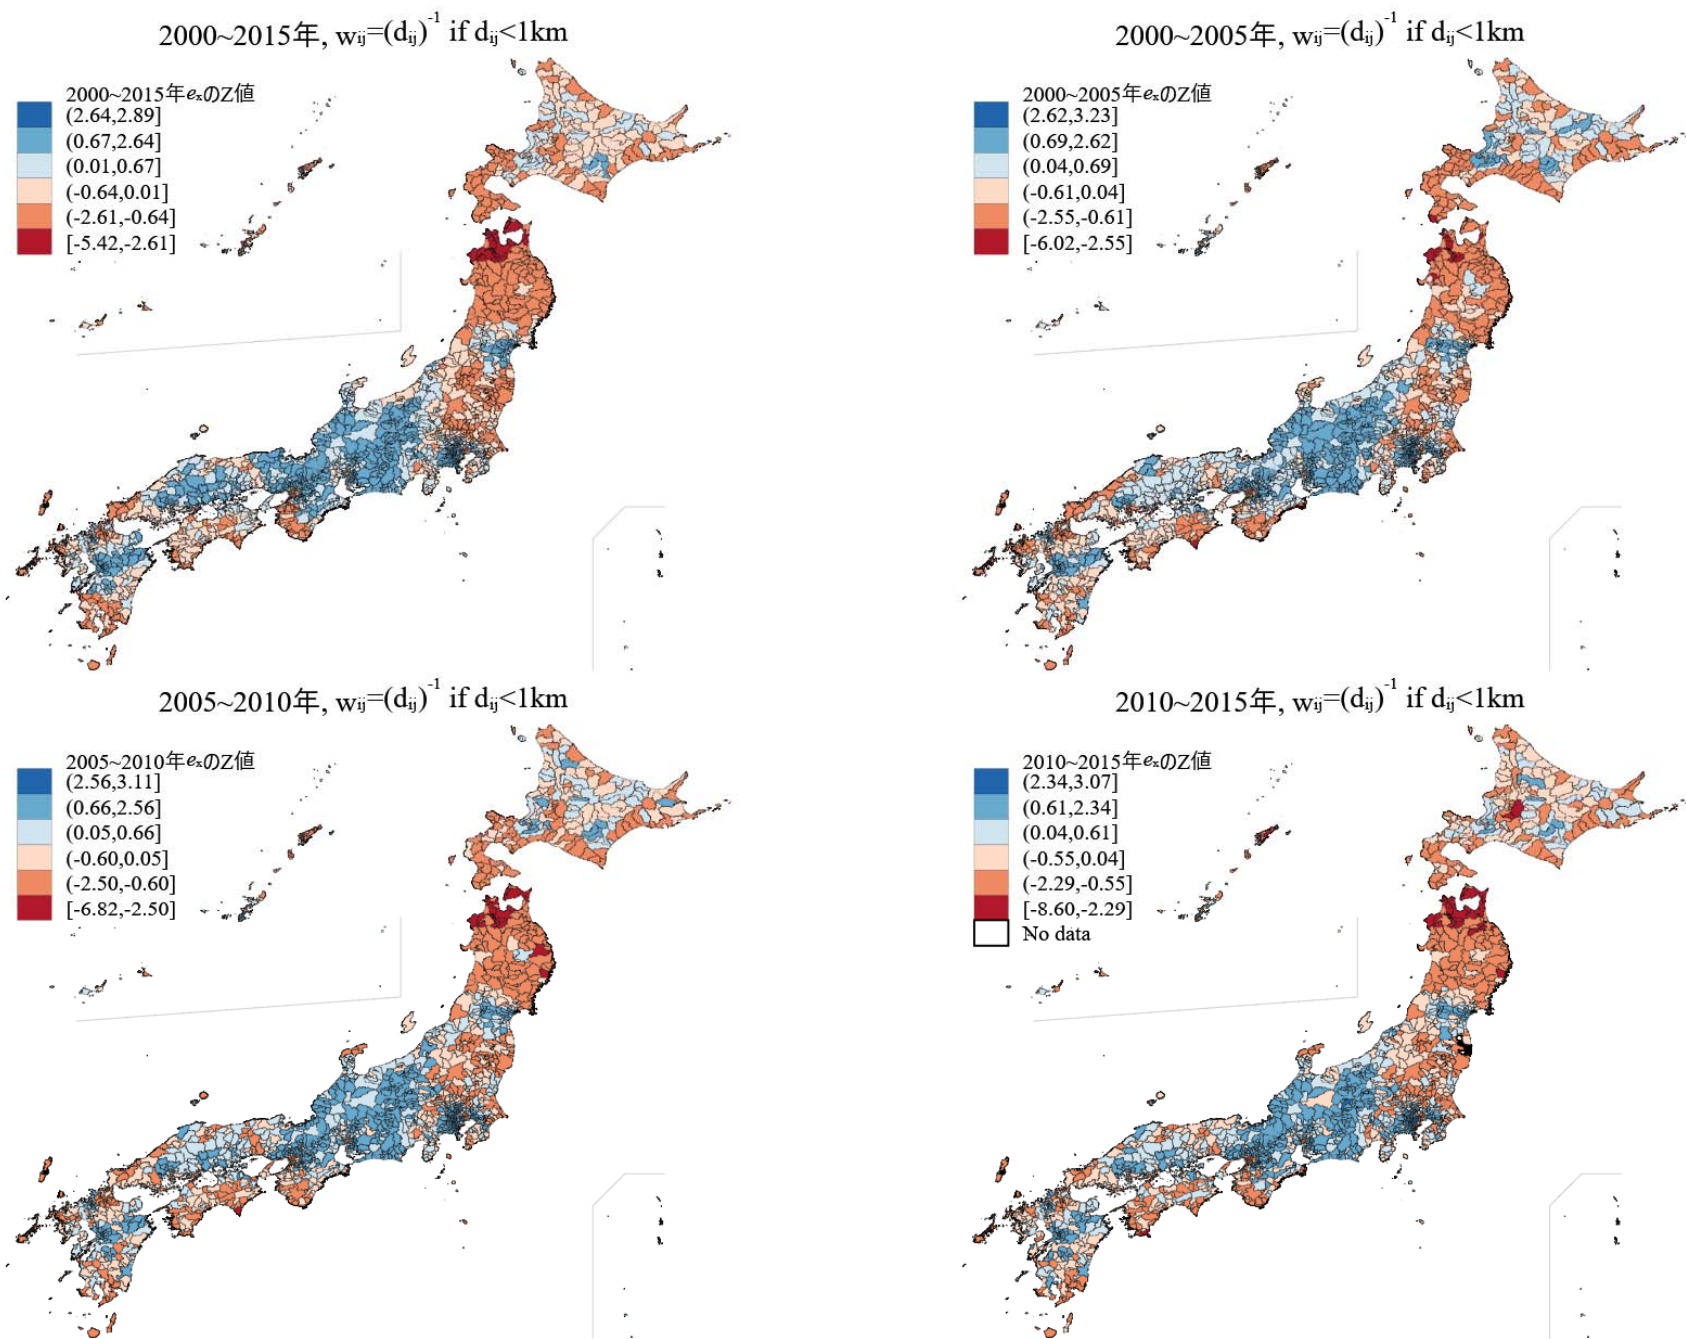 2000~2015年, wij=(dij)-1 if dij<1km
2000~2015年exのZ値
(2.64,2.89]
(0.67,2.64]
(0.01,0.67]
(-0.64,0.01]
(-2.61,-0.64]
[-5.42,-2.61]
2000~2005年, wij=(dij)-1 if dij<1km
2000~2005年exのZ値
(2.62,3.23]
(0.69,2.62]
(0.04,0.69]
(-0.61,0.04]
(-2.55,-0.61]
[-6.02,-2.55]
2005~2010年, wij=(dij)-1 if dij<1km
2005~2010年exのZ値
(2.56,3.11]
(0.66,2.56]
(0.05,0.66]
(-0.60,0.05]
(-2.50,-0.60]
[-6.82,-2.50]
2010~2015年, wij=(dij)-1 if dij<1km
2010~2015年exのZ値
(2.34,3.07]
(0.61,2.34]
(0.04,0.61]
(-0.55,0.04]
(-2.29,-0.55]
[-8.60,-2.29]
No data